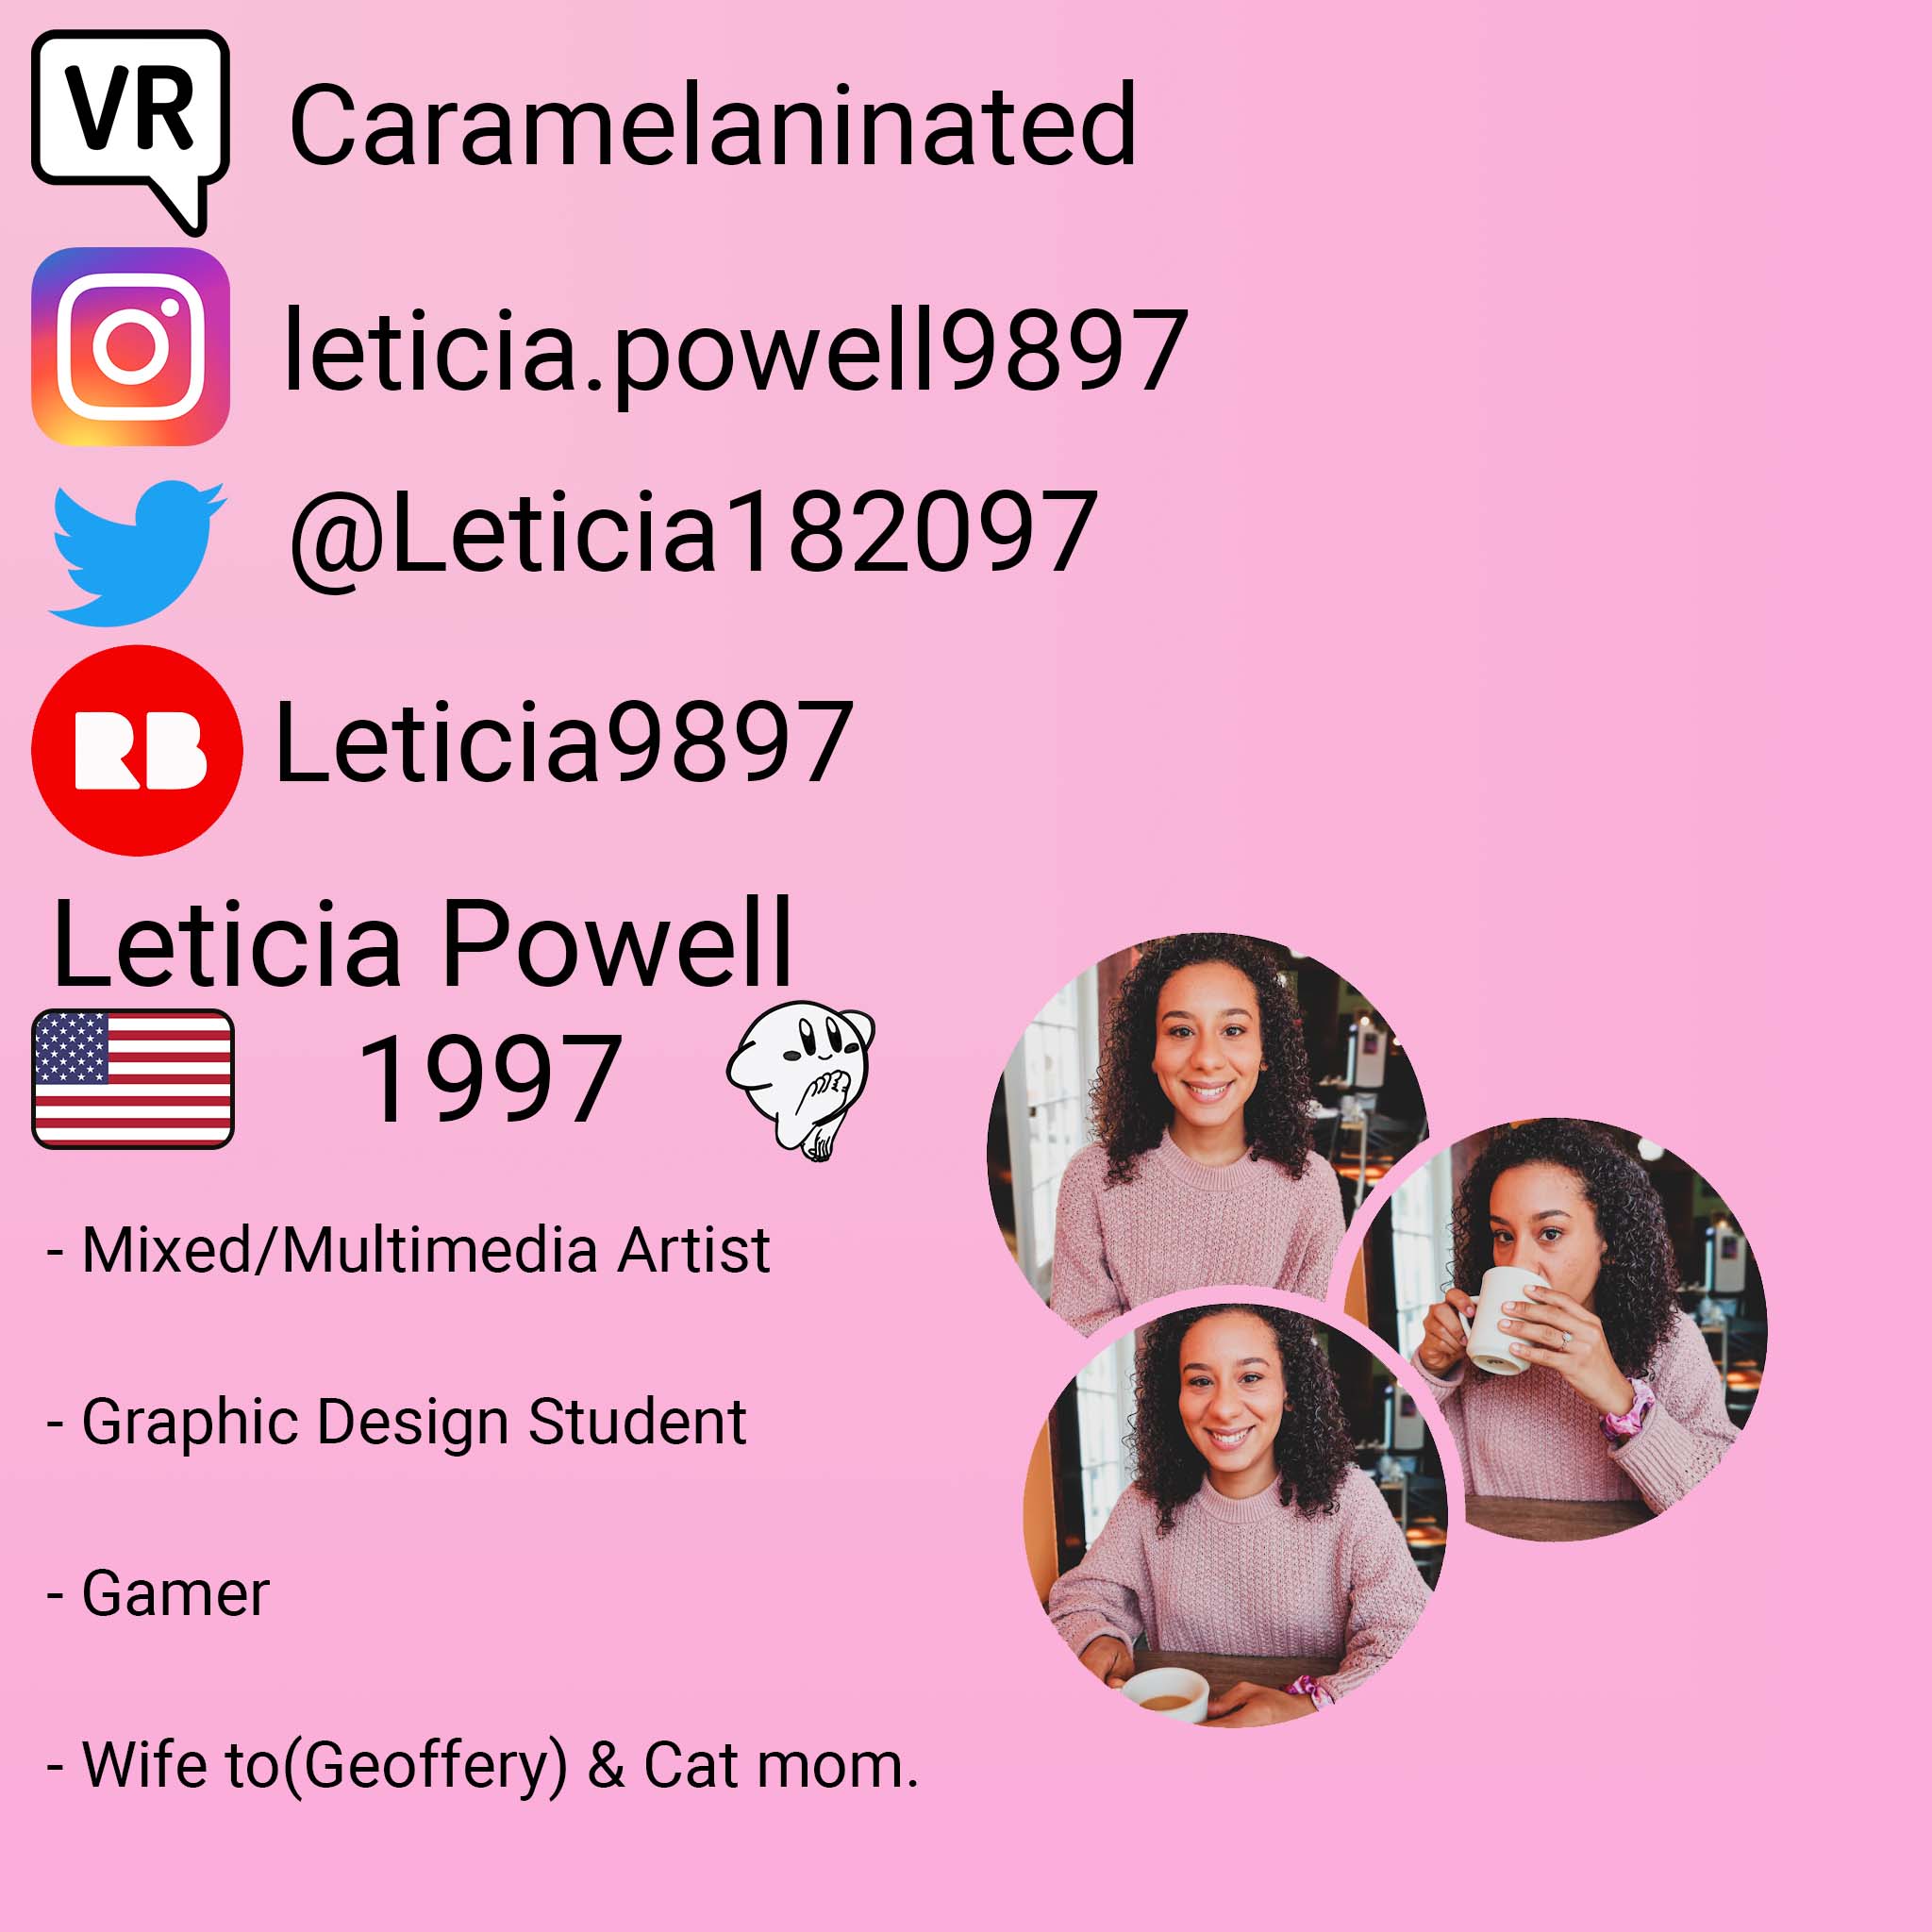 VR
Caramelaninated
leticia.powell9897
@Leticia182097
RB
Leticia9897
Leticia Powell
1997
- Mixed/Multimedia Artist
- Graphic Design Student
- Gamer
- Wife to(Geoffery) & Cat mom.